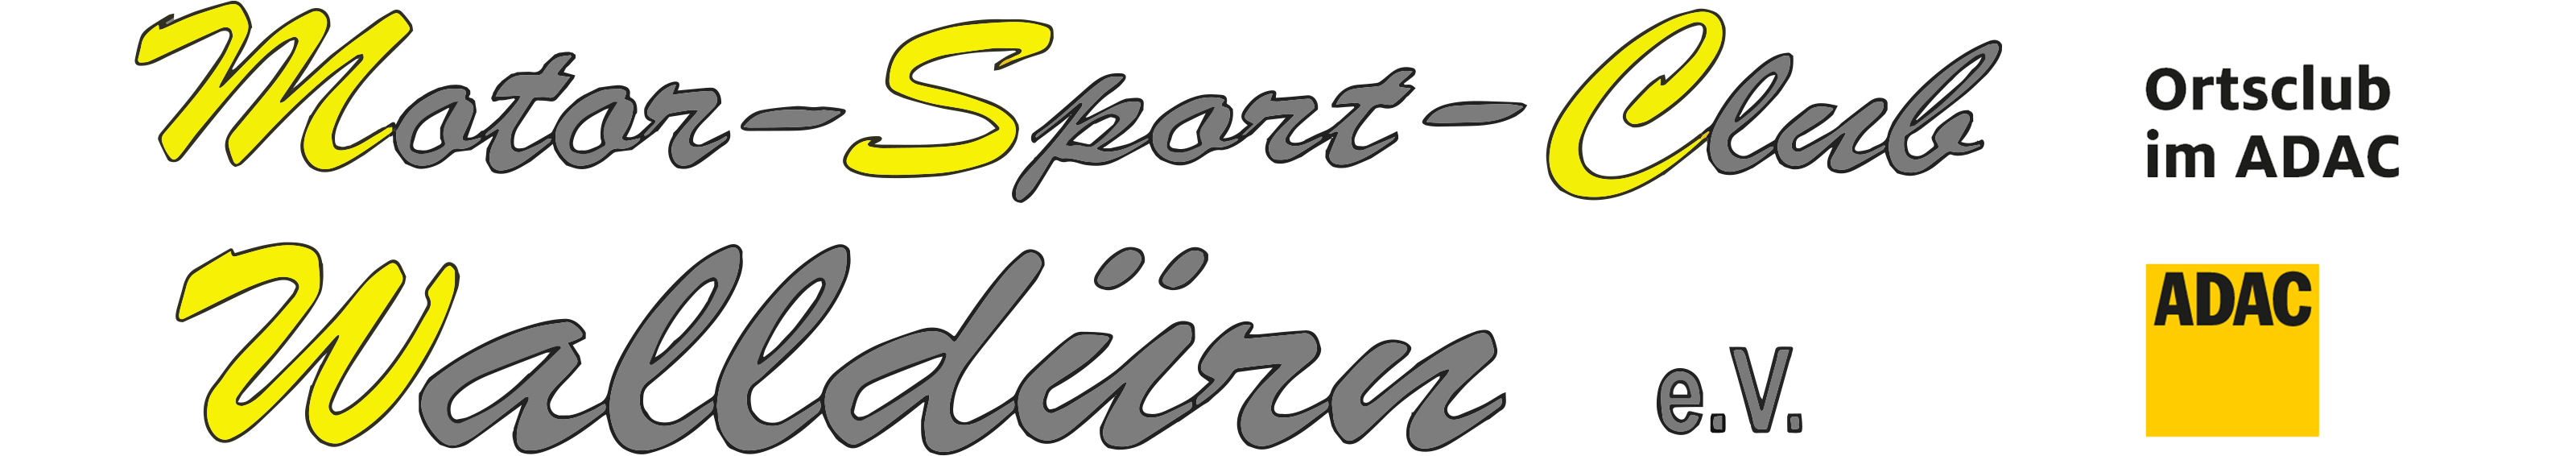 Motor-Sport-Club
Walldürn e.V.
Ortsclub
im ADAC
ADAC